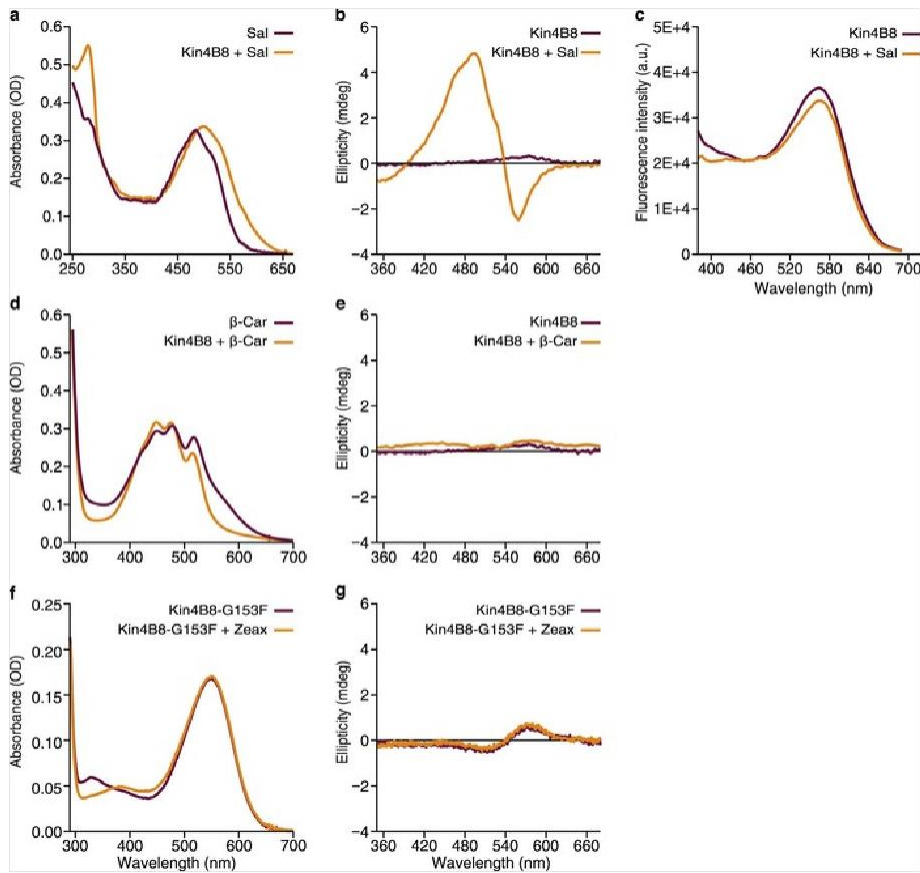 a
0.6
0.5
0.4
0.3
0.2
0.1
0.0
Absorbance (OD)
Sal
Kin4B8 + Sal
250 350 450 550 650
b
6
4
2
0
−2
−4
Ellipticity (mdeg)
Kin4B8
Kin4B8 + Sal
360 420 480 540 600 660
c
5E+4
4E+4
3E+4
2E+4
1E+4
0
Fluorescence intensity (a.u.)
Kin4B8
Kin4B8 + Sal
400 460 520 580 640 700
Wavelength (nm)
d
0.6
0.5
0.4
0.3
0.2
0.1
0.0
Absorbance (OD)
β-Car
Kin4B8 + β-Car
300 400 500 600 700
e
6
4
2
0
−2
−4
Ellipticity (mdeg)
Kin4B8
Kin4B8 + β-Car
360 420 480 540 600 660
f
0.25
0.20
0.15
0.10
0.05
0.00
Absorbance (OD)
Kin4B8-G153F
Kin4B8-G153F + Zeax
300 400 500 600 700
Wavelength (nm)
g
6
4
2
0
−2
−4
Ellipticity (mdeg)
Kin4B8-G153F
Kin4B8-G153F + Zeax
360 420 480 540 600 660
Wavelength (nm)